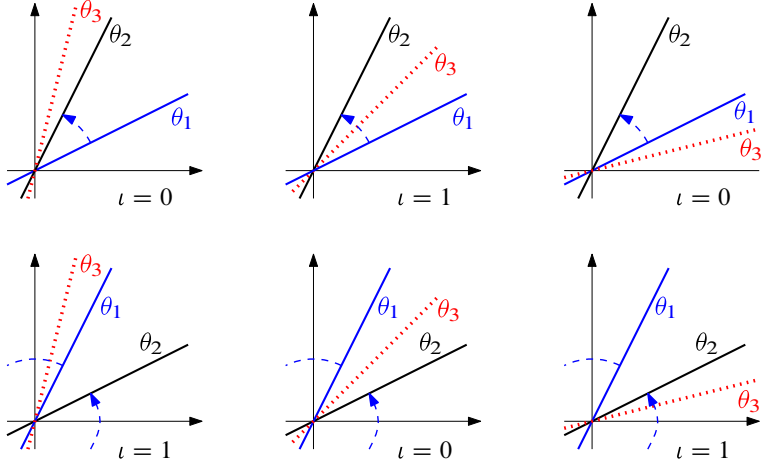 θ₃ θ₂ θ₁ ι = 0
θ₂ θ₃ θ₁ ι = 1
θ₂ θ₁ θ₃ ι = 0
θ₃ θ₁ θ₂ ι = 1
θ₁ θ₃ θ₂ ι = 0
θ₁ θ₂ θ₃ ι = 1